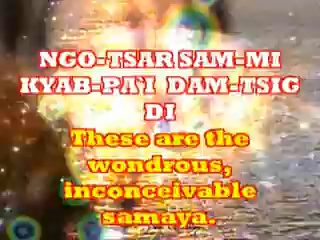 NGO-TSAR SAM-MI
KYAB-PA'I DAM-TSIG
DI
These are the
wondrous,
inconceivable
samaya.